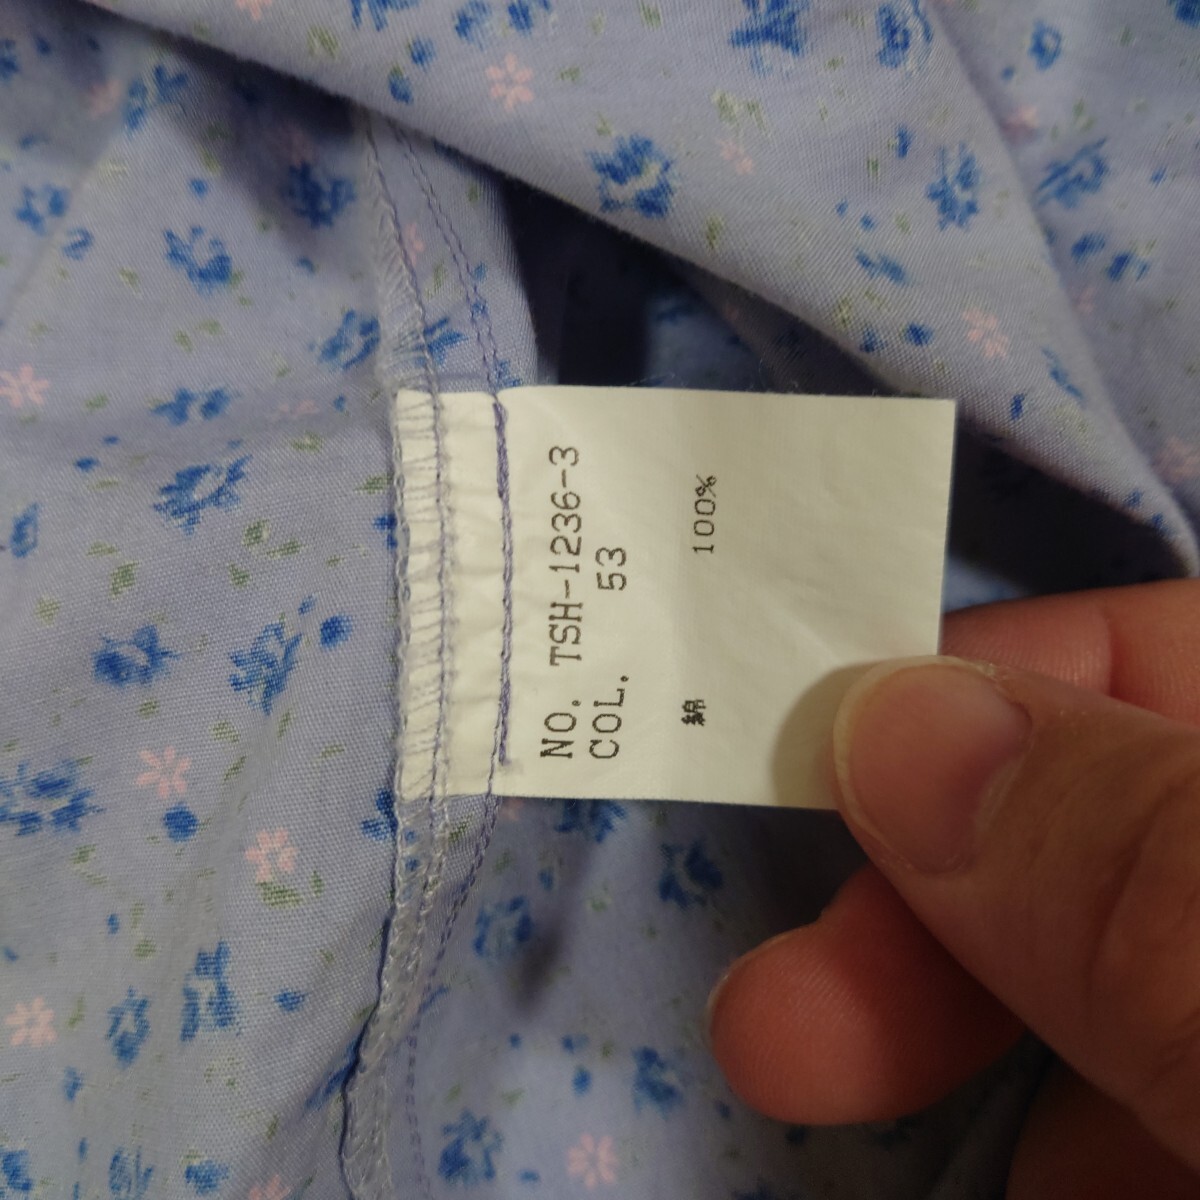 NO. TSH-1236-3
COL. 53
綿 100%